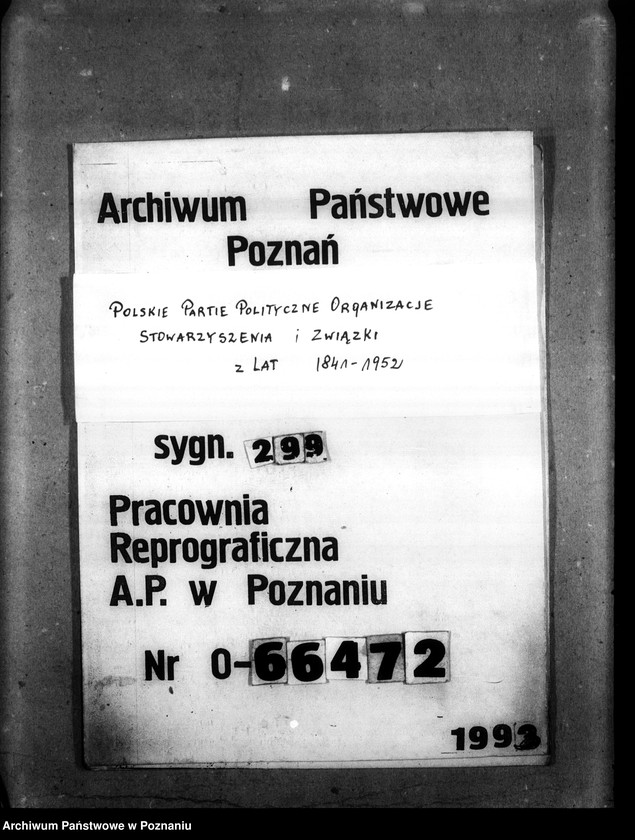 Archiwum Państwowe
Poznań
POLSKIE PARTIE POLITYCZNE ORGANIZACJE
STOWARZYSZENIA i ZWIĄZKI
z LAT 1841-1952
sygn. 299
Pracownia
Reprograficzna
A.P. w Poznaniu
Nr 0-66472
1993
Archiwum Państwowe w Poznaniu